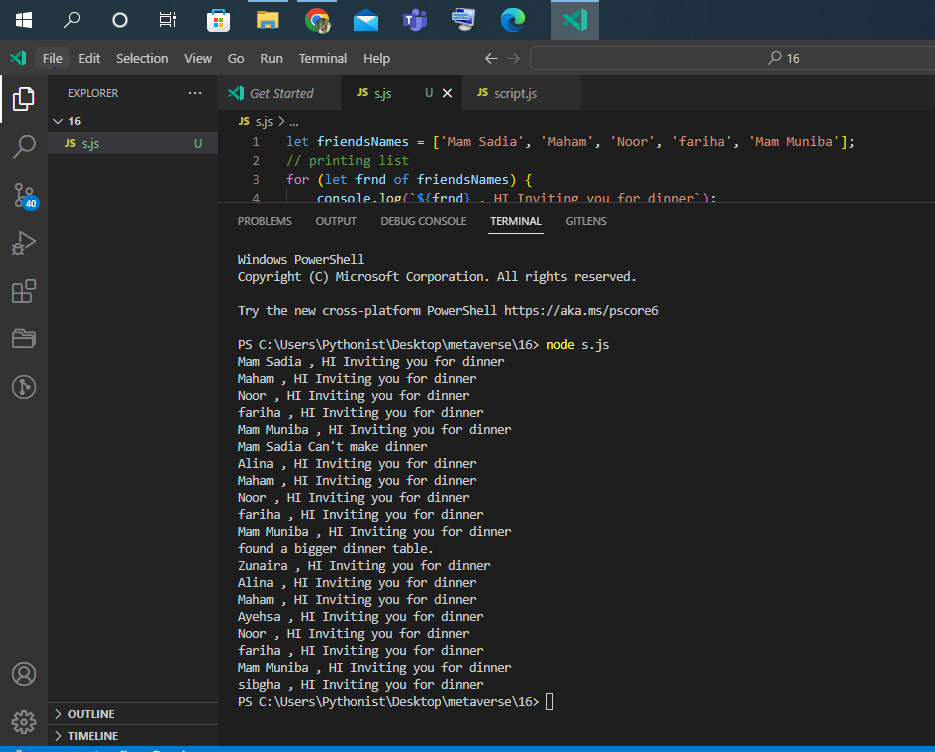 File Edit Selection View Go Run Terminal Help
16
EXPLORER
Get Started
JS s.js U
JS script.js
16
JS s.js U
JS s.js > ...
1 let friendsNames = ['Mam Sadia', 'Maham', 'Noor', 'fariha', 'Mam Muniba'];
2 // printing list
3 for (let frnd of friendsNames) {
4 console.log(`${frnd} , HI Inviting you for dinner`);
40
PROBLEMS OUTPUT DEBUG CONSOLE TERMINAL GITLENS
Windows PowerShell
Copyright (C) Microsoft Corporation. All rights reserved.
Try the new cross-platform PowerShell https://aka.ms/pscore6
PS C:\Users\Pythonist\Desktop\metaverse\16> node s.js
Mam Sadia , HI Inviting you for dinner
Maham , HI Inviting you for dinner
Noor , HI Inviting you for dinner
fariha , HI Inviting you for dinner
Mam Muniba , HI Inviting you for dinner
Mam Sadia Can't make dinner
Alina , HI Inviting you for dinner
Maham , HI Inviting you for dinner
Noor , HI Inviting you for dinner
fariha , HI Inviting you for dinner
Mam Muniba , HI Inviting you for dinner
found a bigger dinner table.
Zunaira , HI Inviting you for dinner
Alina , HI Inviting you for dinner
Maham , HI Inviting you for dinner
Ayehsa , HI Inviting you for dinner
Noor , HI Inviting you for dinner
fariha , HI Inviting you for dinner
Mam Muniba , HI Inviting you for dinner
sibgha , HI Inviting you for dinner
PS C:\Users\Pythonist\Desktop\metaverse\16>
OUTLINE
TIMELINE